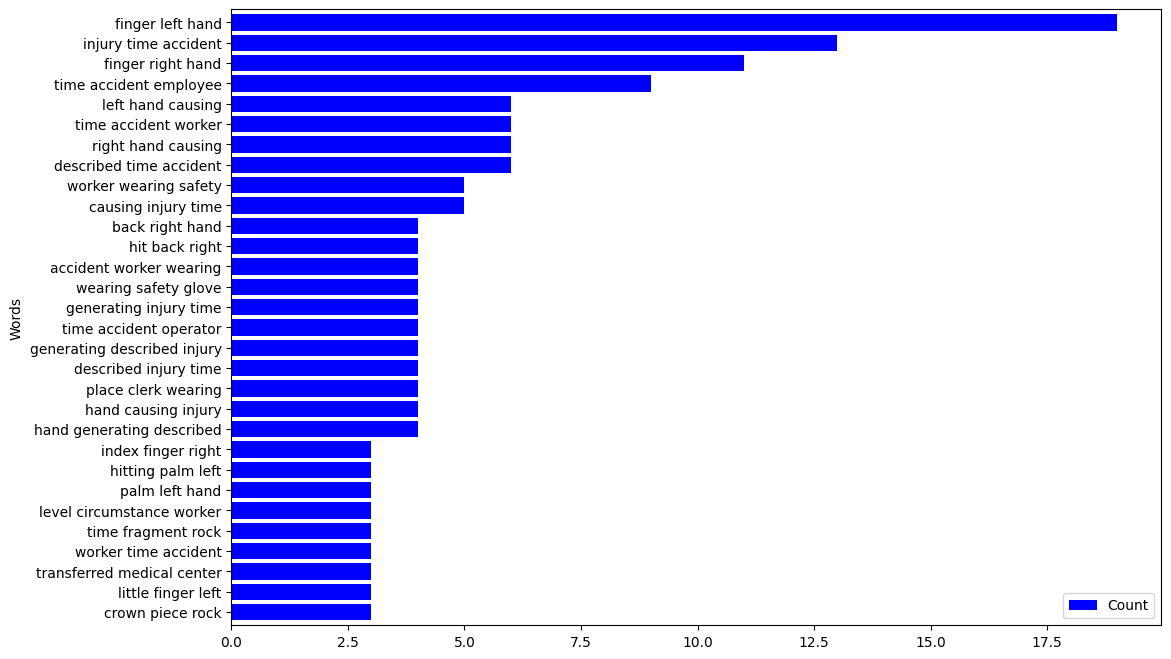 finger left hand
injury time accident
finger right hand
time accident employee
left hand causing
time accident worker
right hand causing
described time accident
worker wearing safety
causing injury time
back right hand
hit back right
accident worker wearing
wearing safety glove
generating injury time
time accident operator
generating described injury
described injury time
place clerk wearing
hand causing injury
hand generating described
index finger right
hitting palm left
palm left hand
level circumstance worker
time fragment rock
worker time accident
transferred medical center
little finger left
crown piece rock
Words
Count
0.0 2.5 5.0 7.5 10.0 12.5 15.0 17.5